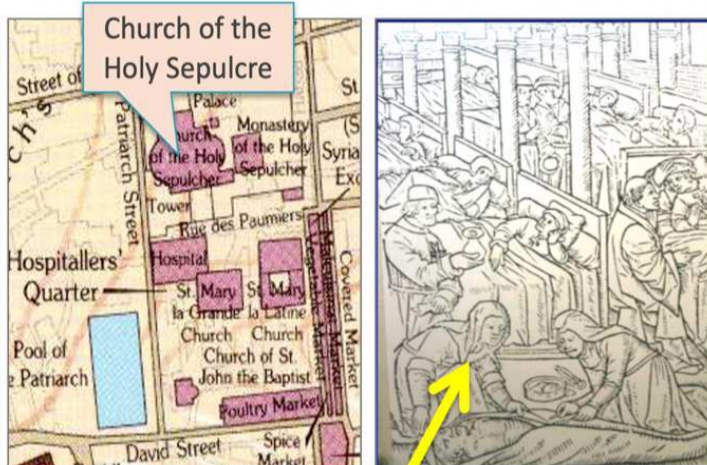 Church of the
Holy Sepulcre
Street of
Palace
Church
of the Holy
Sepulcher
Monastery
of the Holy
Sepulcher
St
(S
Syria
Exc
ch's
Patriarch Street
Tower
Rue des Paumiers
Hospitallers'
Quarter
Hospital
St. Mary
la Grande
Church
St. Mary
la Latine
Church
Vegetable Market
Covered Market
Pool of
e Patriarch
Church of St.
John the Baptist
Poultry Market
David Street
Spice
Market